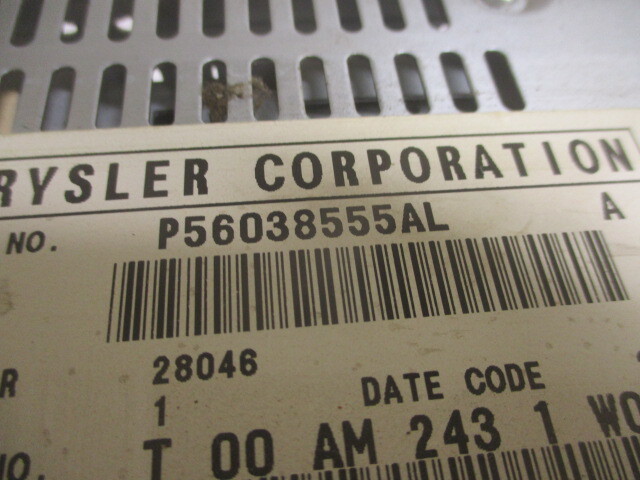 RYSLER CORPORATION
NO. P56038555AL A
R 28046
1 DATE CODE
NO. T 00 AM 243 1 WO